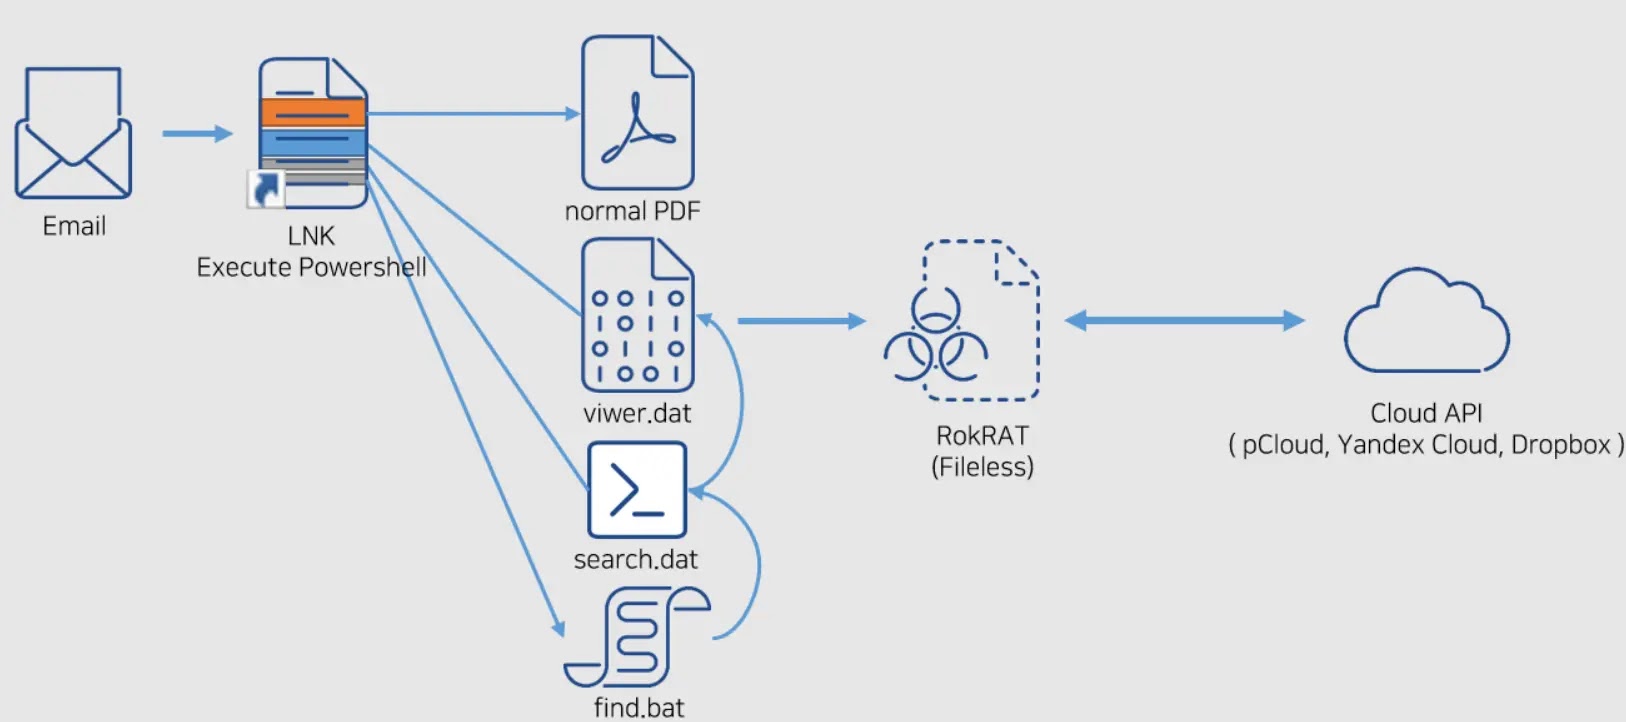 Email
LNK
Execute Powershell
normal PDF
viwer.dat
search.dat
find.bat
RokRAT
(Fileless)
Cloud API
( pCloud, Yandex Cloud, Dropbox )